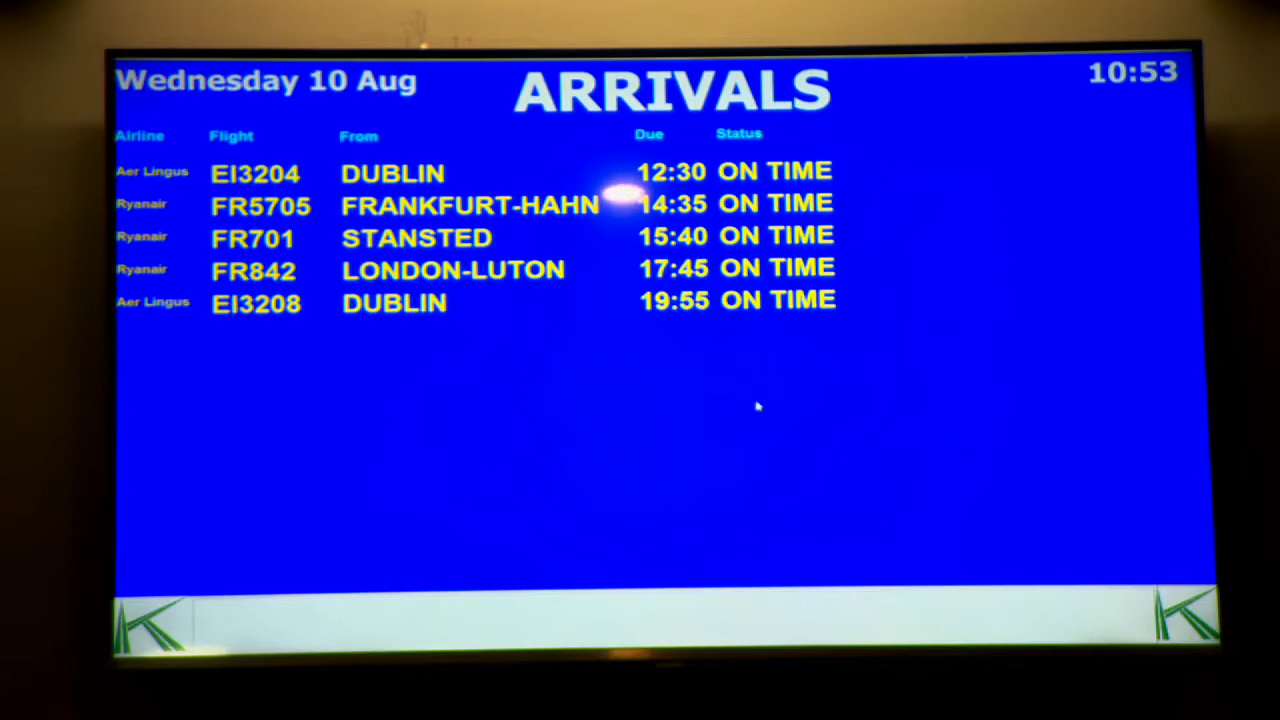 Wednesday 10 Aug ARRIVALS 10:53
Airline Flight From Due Status
Aer Lingus EI3204 DUBLIN 12:30 ON TIME
Ryanair FR5705 FRANKFURT-HAHN 14:35 ON TIME
Ryanair FR701 STANSTED 15:40 ON TIME
Ryanair FR842 LONDON-LUTON 17:45 ON TIME
Aer Lingus EI3208 DUBLIN 19:55 ON TIME
K K